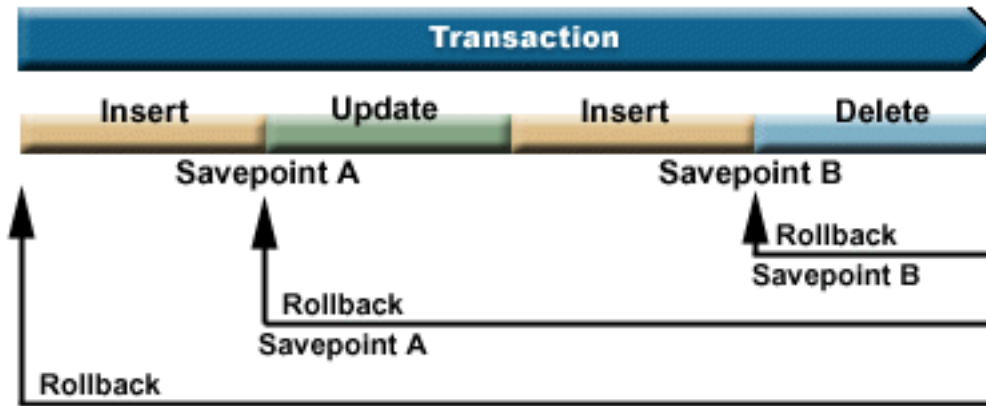 Transaction
Insert Update Insert Delete
Savepoint A Savepoint B
Rollback
Savepoint B
Rollback
Savepoint A
Rollback